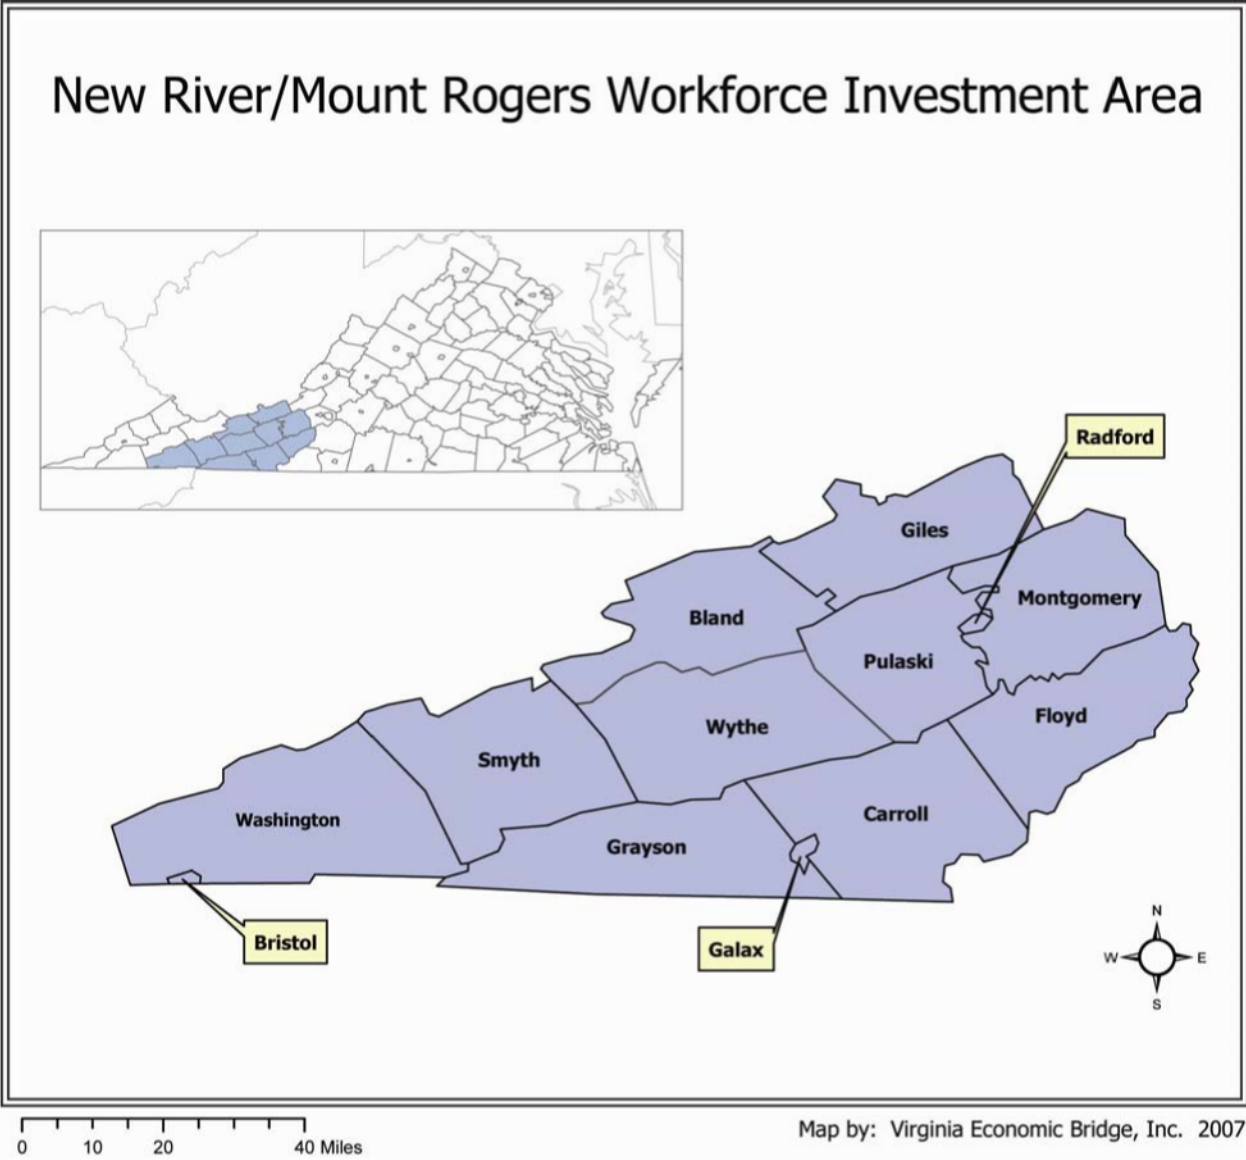 New River/Mount Rogers Workforce Investment Area
Radford
Giles
Montgomery
Bland
Pulaski
Floyd
Wythe
Smyth
Carroll
Washington
Grayson
Bristol
Galax
N
W E
S
0 10 20 40 Miles
Map by: Virginia Economic Bridge, Inc. 2007